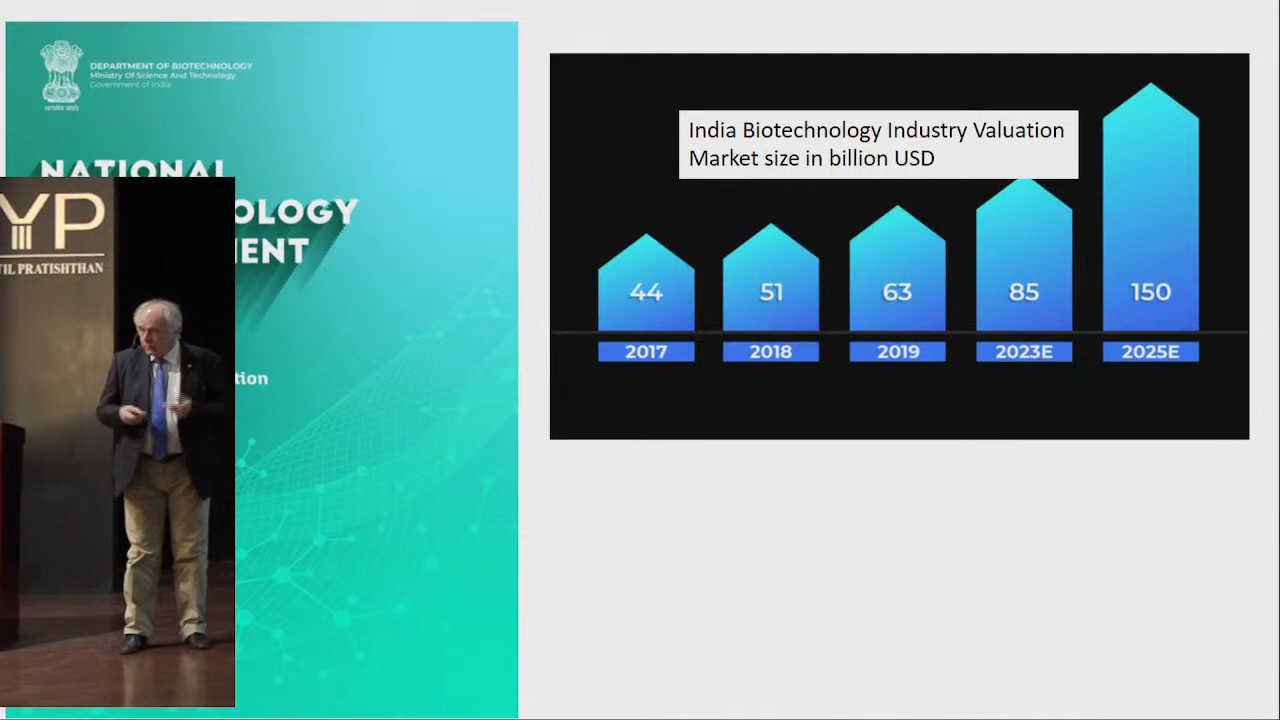 DEPARTMENT OF BIOTECHNOLOGY
Ministry Of Science And Technology
Government of India
NATIONAL
OLOGY
ENT
tion
YP
TIL PRATISHTHAN
India Biotechnology Industry Valuation
Market size in billion USD
44 51 63 85 150
2017 2018 2019 2023E 2025E